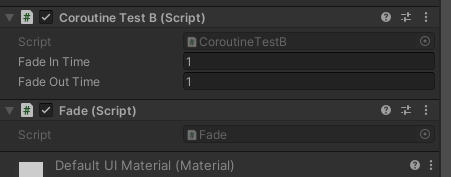 # Coroutine Test B (Script)
Script CoroutineTestB
Fade In Time 1
Fade Out Time 1
# Fade (Script)
Script Fade
Default UI Material (Material)